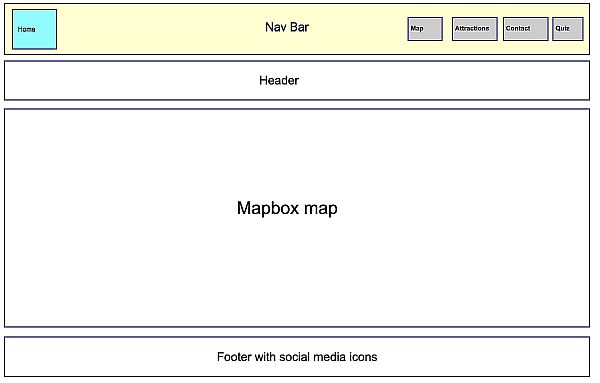 Home
Nav Bar
Map
Attractions
Contact
Quiz
Header
Mapbox map
Footer with social media icons